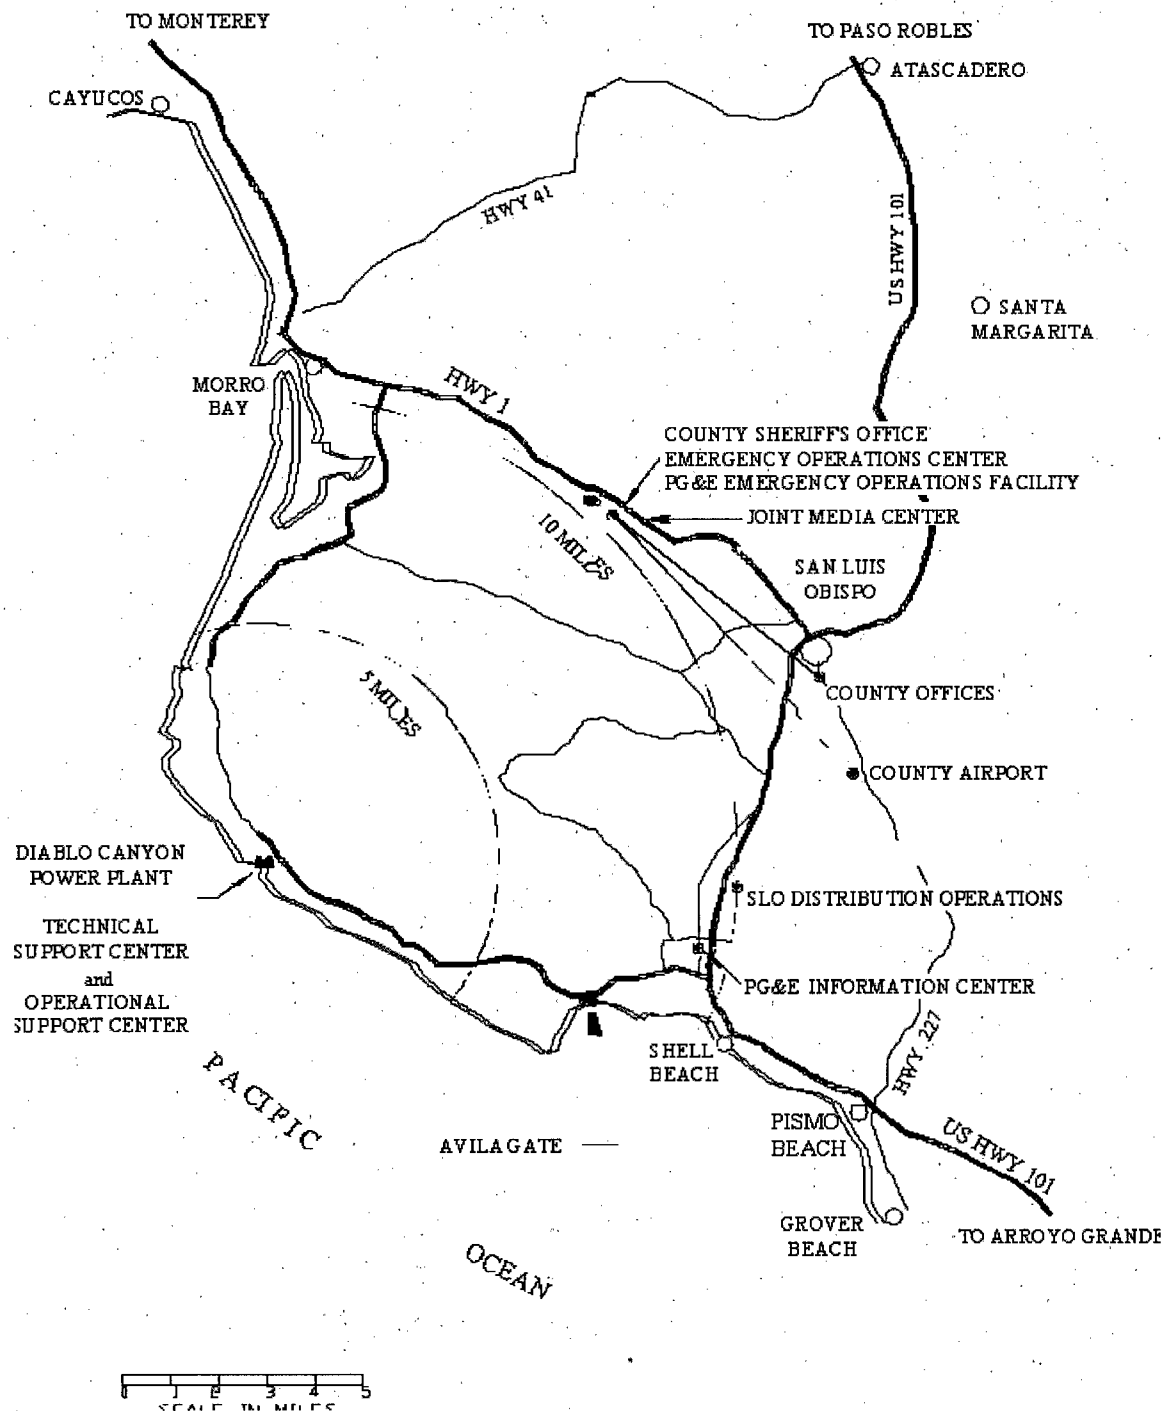 TO MONTEREY
TO PASO ROBLES
ATASCADERO
CAYUCOS
HWY 41
US HWY 101
SANTA
MARGARITA
MORRO
BAY
HWY 1
COUNTY SHERIFF'S OFFICE
EMERGENCY OPERATIONS CENTER
PG&E EMERGENCY OPERATIONS FACILITY
JOINT MEDIA CENTER
10 MILES
SAN LUIS
OBISPO
5 MILES
COUNTY OFFICES
COUNTY AIRPORT
DIABLO CANYON
POWER PLANT
SLO DISTRIBUTION OPERATIONS
TECHNICAL
SUPPORT CENTER
and
OPERATIONAL
SUPPORT CENTER
PG&E INFORMATION CENTER
SHELL
BEACH
HWY 227
PACIFIC
PISMO
BEACH
AVILA GATE
US HWY 101
GROVER
BEACH
TO ARROYO GRANDE
OCEAN
0 1 2 3 4 5
SCALE IN MILES